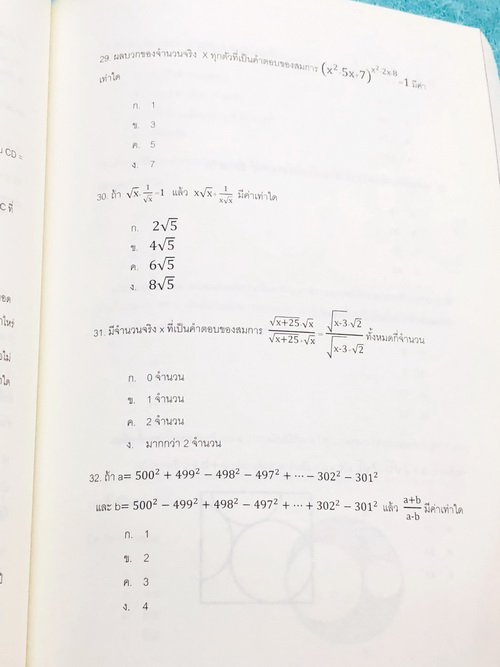 น CD =
C ที่
29. ผลบวกของจำนวนจริง X ทุกตัวที่เป็นคำตอบของสมการ (x²-5x+7)^(x²-2x-8) =1 มีค่า
เท่าใด
ก. 1
ข. 3
ค. 5
ง. 7
30. ถ้า √x-1/√x=1 แล้ว x√x+1/(x√x) มีค่าเท่าใด
ก. 2√5
ข. 4√5
ค. 6√5
ง. 8√5
31. มีจำนวนจริง x ที่เป็นคำตอบของสมการ (√(x+25)-√x)/(√(x+25)+√x) = (√(x-3)-√2)/(√(x-3)+√2) ทั้งหมดกี่จำนวน
ก. 0 จำนวน
ข. 1 จำนวน
ค. 2 จำนวน
ง. มากกว่า 2 จำนวน
32. ถ้า a= 500² + 499² − 498² − 497² + ⋯ − 302² − 301²
และ b= 500² − 499² + 498² − 497² + ⋯ + 302² − 301² แล้ว (a+b)/(a-b) มีค่าเท่าใด
ก. 1
ข. 2
ค. 3
ง. 4